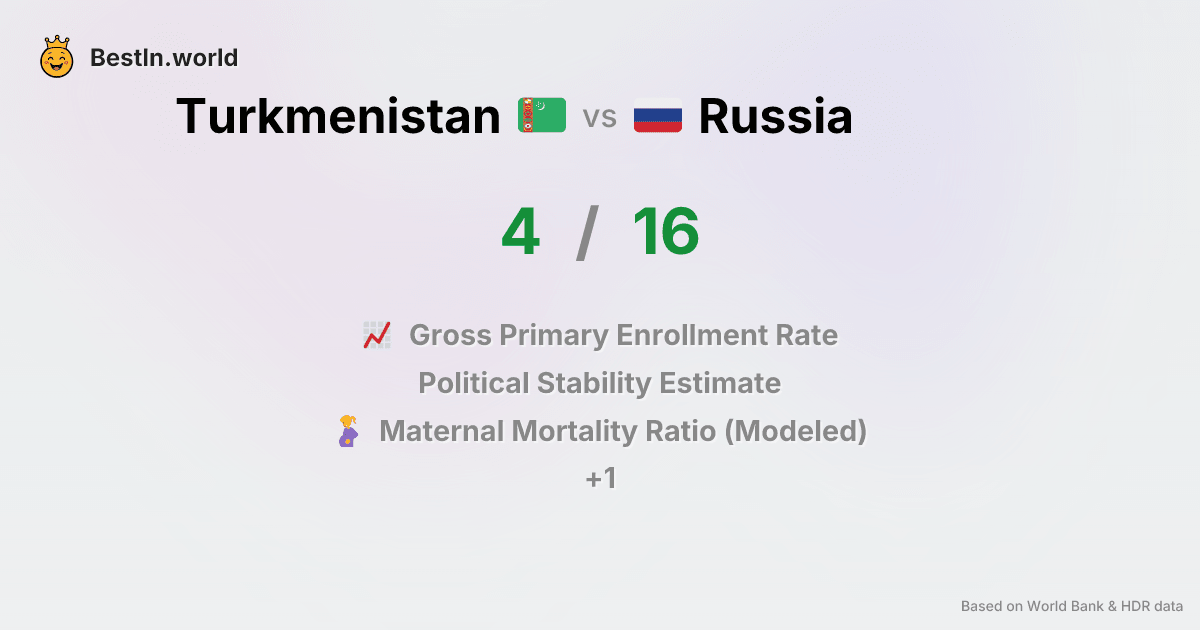 BestIn.world
Turkmenistan vs Russia
4 / 16
Gross Primary Enrollment Rate
Political Stability Estimate
Maternal Mortality Ratio (Modeled)
+1
Based on World Bank & HDR data